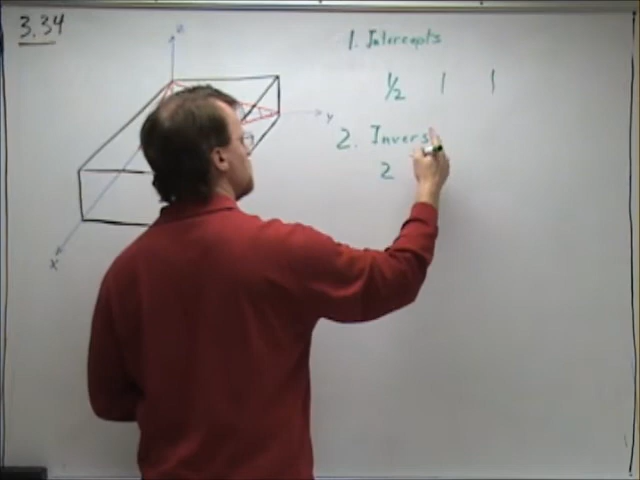 3.34
1. Intercepts
1/2 1 1
2. Invers
2
z
y
x